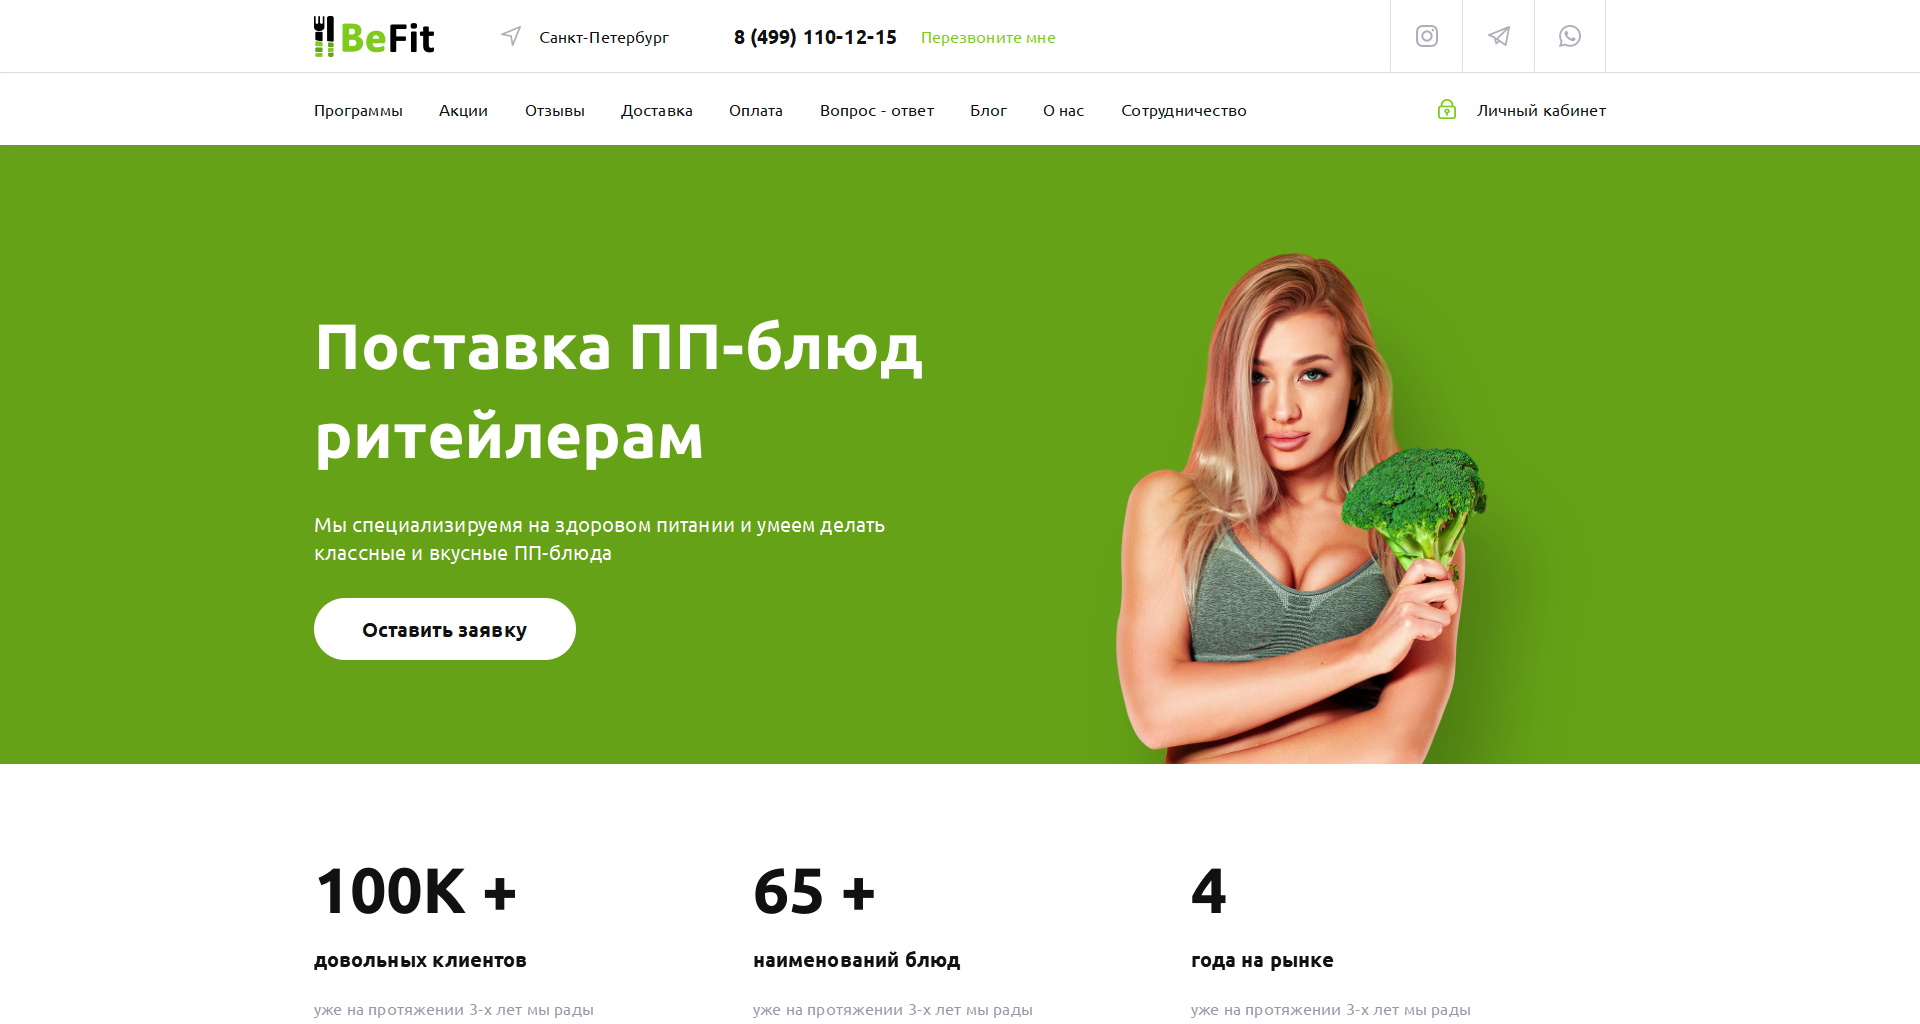 BeFit
Санкт-Петербург
8 (499) 110-12-15
Перезвоните мне
Программы
Акции
Отзывы
Доставка
Оплата
Вопрос - ответ
Блог
О нас
Сотрудничество
Личный кабинет
Поставка ПП-блюд
ритейлерам
Мы специализируемя на здоровом питании и умеем делать
классные и вкусные ПП-блюда
Оставить заявку
100К +
65 +
4
довольных клиентов
наименований блюд
года на рынке
уже на протяжении 3-х лет мы рады
уже на протяжении 3-х лет мы рады
уже на протяжении 3-х лет мы рады